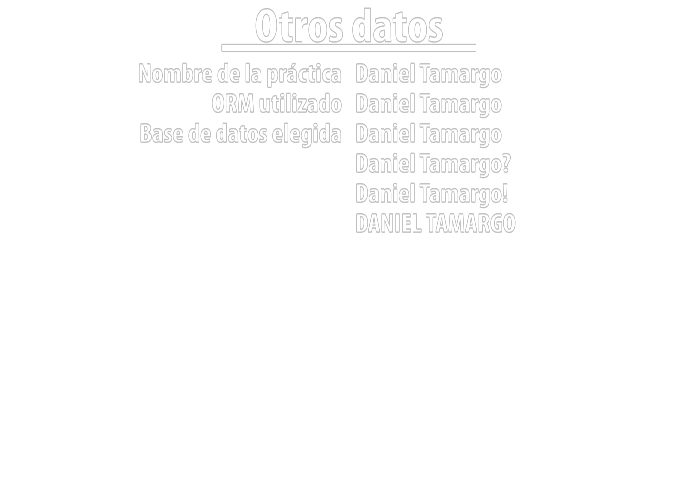 Otros datos
Nombre de la práctica Daniel Tamargo
ORM utilizado Daniel Tamargo
Base de datos elegida Daniel Tamargo
Daniel Tamargo?
Daniel Tamargo!
DANIEL TAMARGO